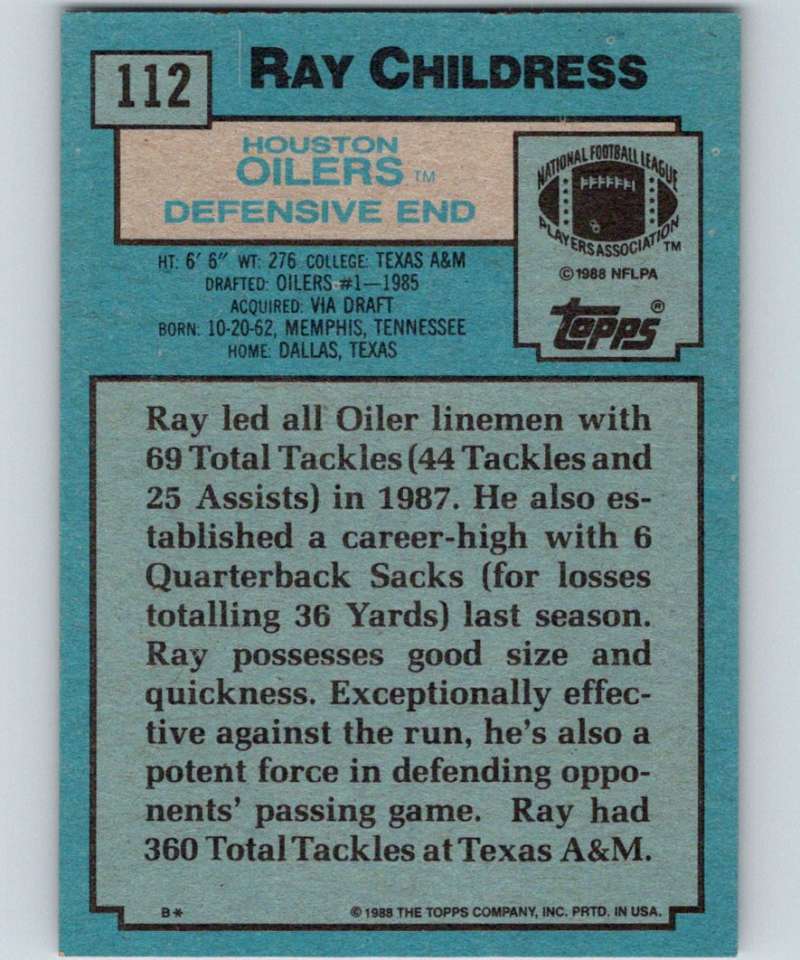 112
RAY CHILDRESS
HOUSTON
OILERS TM
DEFENSIVE END
HT: 6' 6" WT: 276 COLLEGE: TEXAS A&M
DRAFTED: OILERS #1—1985
ACQUIRED: VIA DRAFT
BORN: 10-20-62, MEMPHIS, TENNESSEE
HOME: DALLAS, TEXAS
NATIONAL FOOTBALL LEAGUE
PLAYERS ASSOCIATION TM
© 1988 NFLPA
topps ®
Ray led all Oiler linemen with
69 Total Tackles (44 Tackles and
25 Assists) in 1987. He also es-
tablished a career-high with 6
Quarterback Sacks (for losses
totalling 36 Yards) last season.
Ray possesses good size and
quickness. Exceptionally effec-
tive against the run, he's also a
potent force in defending oppo-
nents' passing game. Ray had
360 Total Tackles at Texas A&M.
B*
© 1988 THE TOPPS COMPANY, INC. PRTD. IN USA.